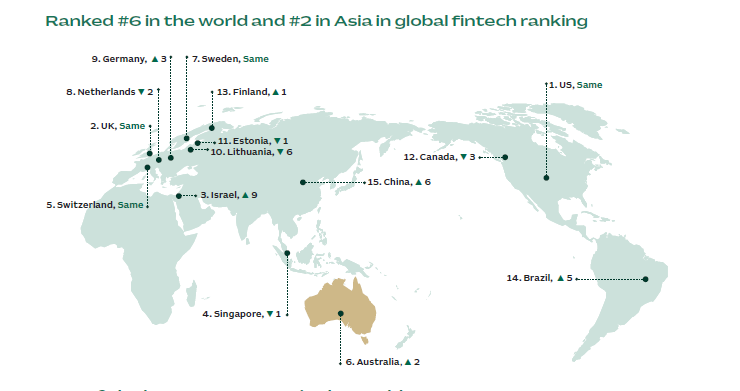 Ranked #6 in the world and #2 in Asia in global fintech ranking
9. Germany, ▲ 3
7. Sweden, Same
1. US, Same
8. Netherlands ▼ 2
13. Finland, ▲ 1
2. UK, Same
11. Estonia, ▼ 1
10. Lithuania, ▼ 6
12. Canada, ▼ 3
15. China, ▲ 6
3. Israel, ▲ 9
5. Switzerland, Same
14. Brazil, ▲ 5
4. Singapore, ▼ 1
6. Australia, ▲ 2